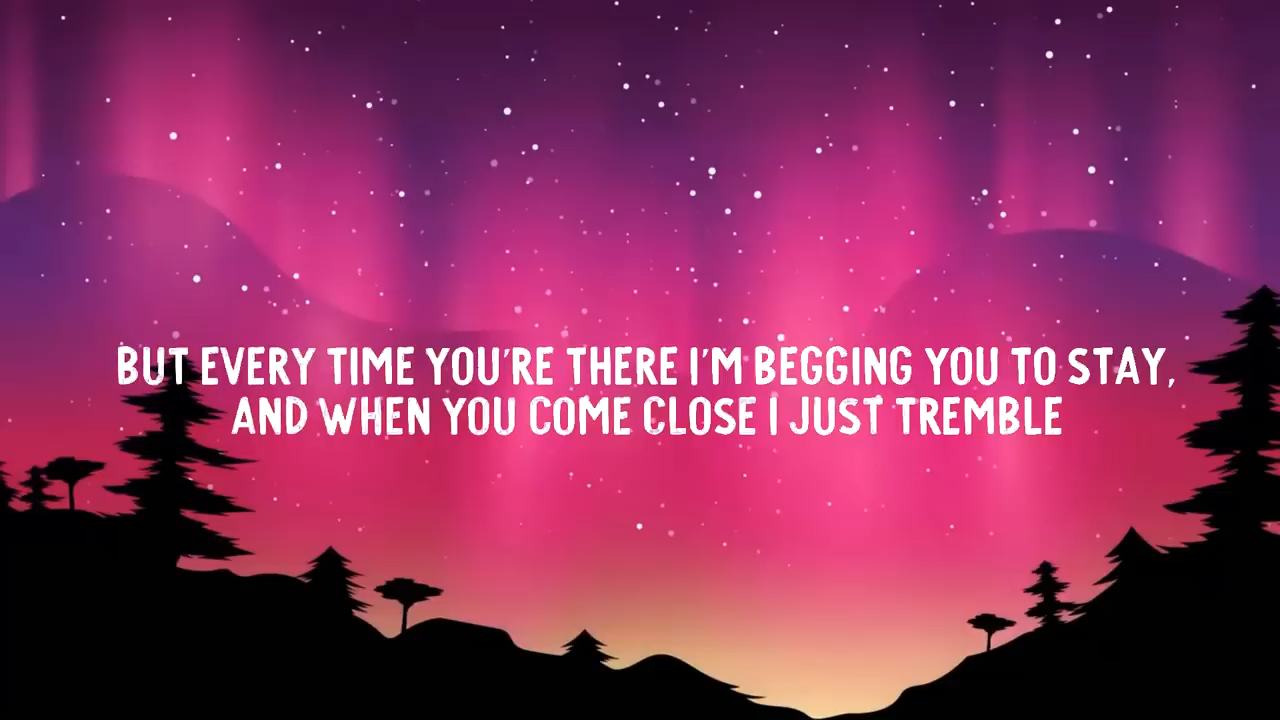 BUT EVERY TIME YOU'RE THERE I'M BEGGING YOU TO STAY,
AND WHEN YOU COME CLOSE I JUST TREMBLE